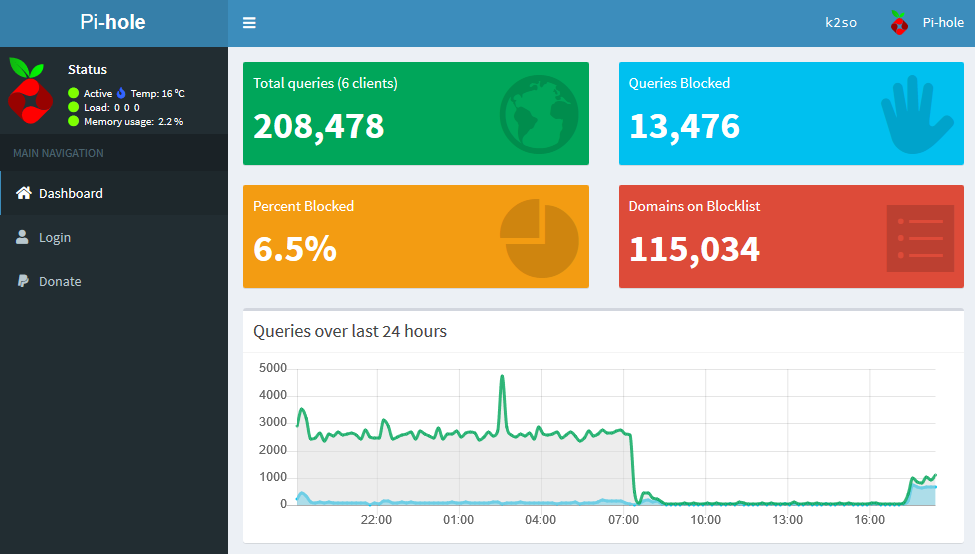 Pi-hole
k2so
Pi-hole
Status
Active Temp: 16 ºC
Load: 0 0 0
Memory usage: 2.2 %
MAIN NAVIGATION
Dashboard
Login
Donate
Total queries (6 clients)
208,478
Queries Blocked
13,476
Percent Blocked
6.5%
Domains on Blocklist
115,034
Queries over last 24 hours
5000
4000
3000
2000
1000
0
22:00 01:00 04:00 07:00 10:00 13:00 16:00